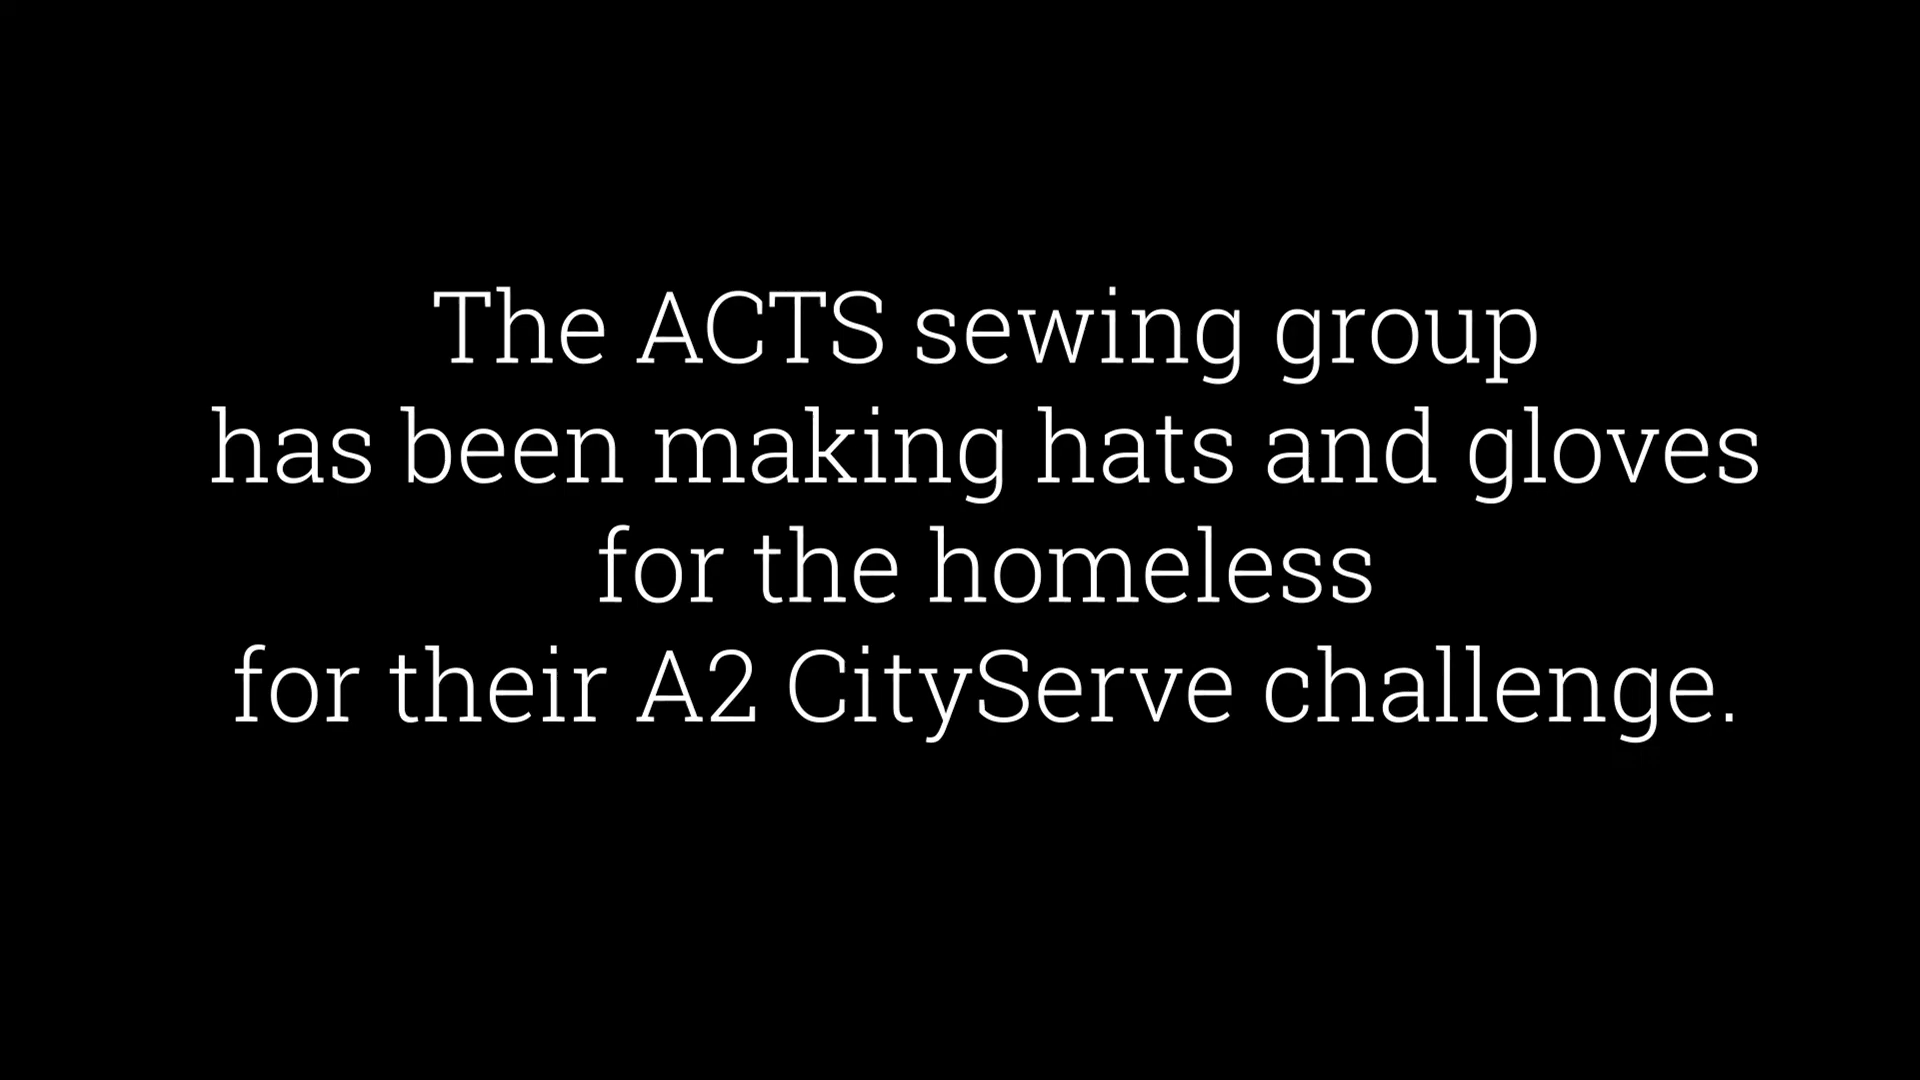 The ACTS sewing group
has been making hats and gloves
for the homeless
for their A2 CityServe challenge.